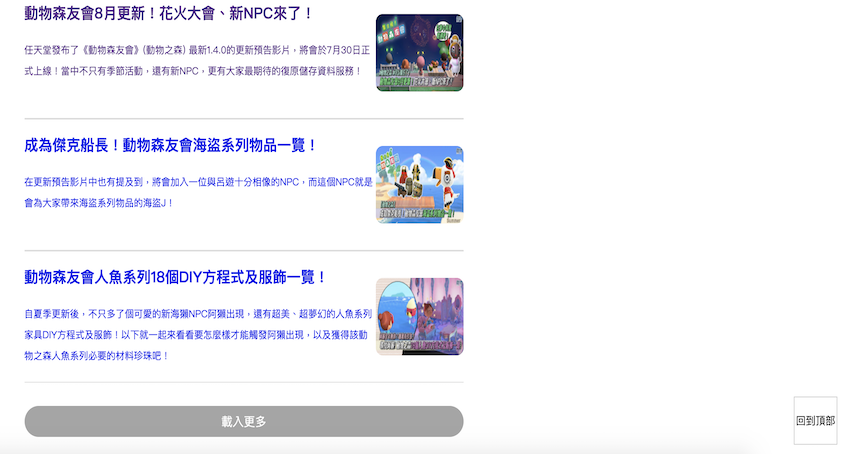 動物森友會8月更新！花火大會、新NPC來了！
任天堂發布了《動物森友會》(動物之森) 最新1.4.0的更新預告影片，將會於7月30日正
式上線！當中不只有季節活動，還有新NPC，更有大家最期待的復原儲存資料服務！
成為傑克船長！動物森友會海盜系列物品一覽！
在更新預告影片中也有提及到，將會加入一位與呂遊十分相像的NPC，而這個NPC就是
會為大家帶來海盜系列物品的海盜J！
動物森友會人魚系列18個DIY方程式及服飾一覽！
自夏季更新後，不只多了個可愛的新海獺NPC阿獺出現，還有超美、超夢幻的人魚系列
家具DIY方程式及服飾！以下就一起來看看要怎麼樣才能觸發阿獺出現，以及獲得該動
物之森人魚系列必要的材料珍珠吧！
載入更多
回到頂部